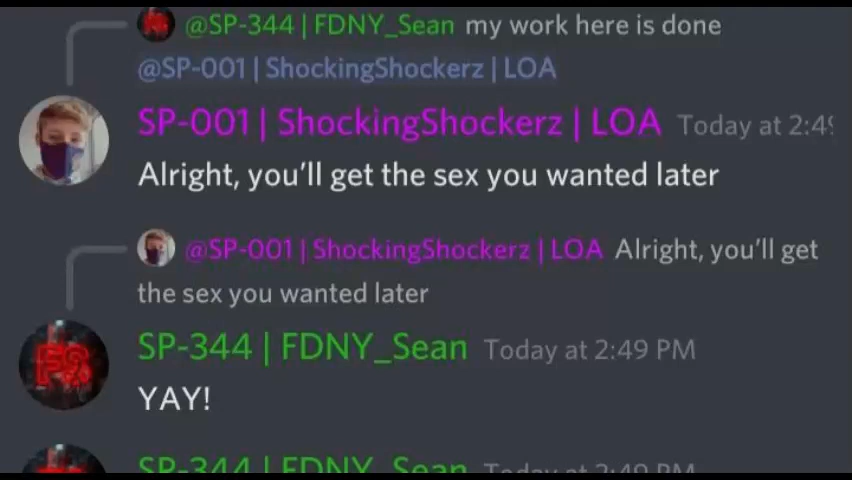 @SP-344 | FDNY_Sean my work here is done
@SP-001 | ShockingShockerz | LOA
SP-001 | ShockingShockerz | LOA Today at 2:49
Alright, you'll get the sex you wanted later
@SP-001 | ShockingShockerz | LOA Alright, you'll get
the sex you wanted later
SP-344 | FDNY_Sean Today at 2:49 PM
YAY!
SP-344 | FDNY_Sean Today at 2:49 PM